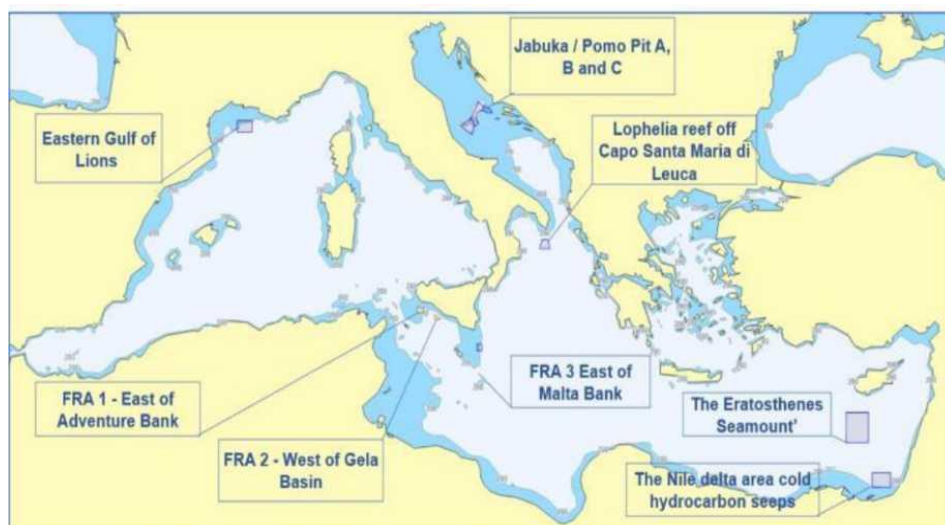 Jabuka / Pomo Pit A,
B and C
Eastern Gulf of
Lions
Lophelia reef off
Capo Santa Maria di
Leuca
FRA 1 - East of
Adventure Bank
FRA 3 East of
Malta Bank
The Eratosthenes
Seamount'
FRA 2 - West of Gela
Basin
The Nile delta area cold
hydrocarbon seeps